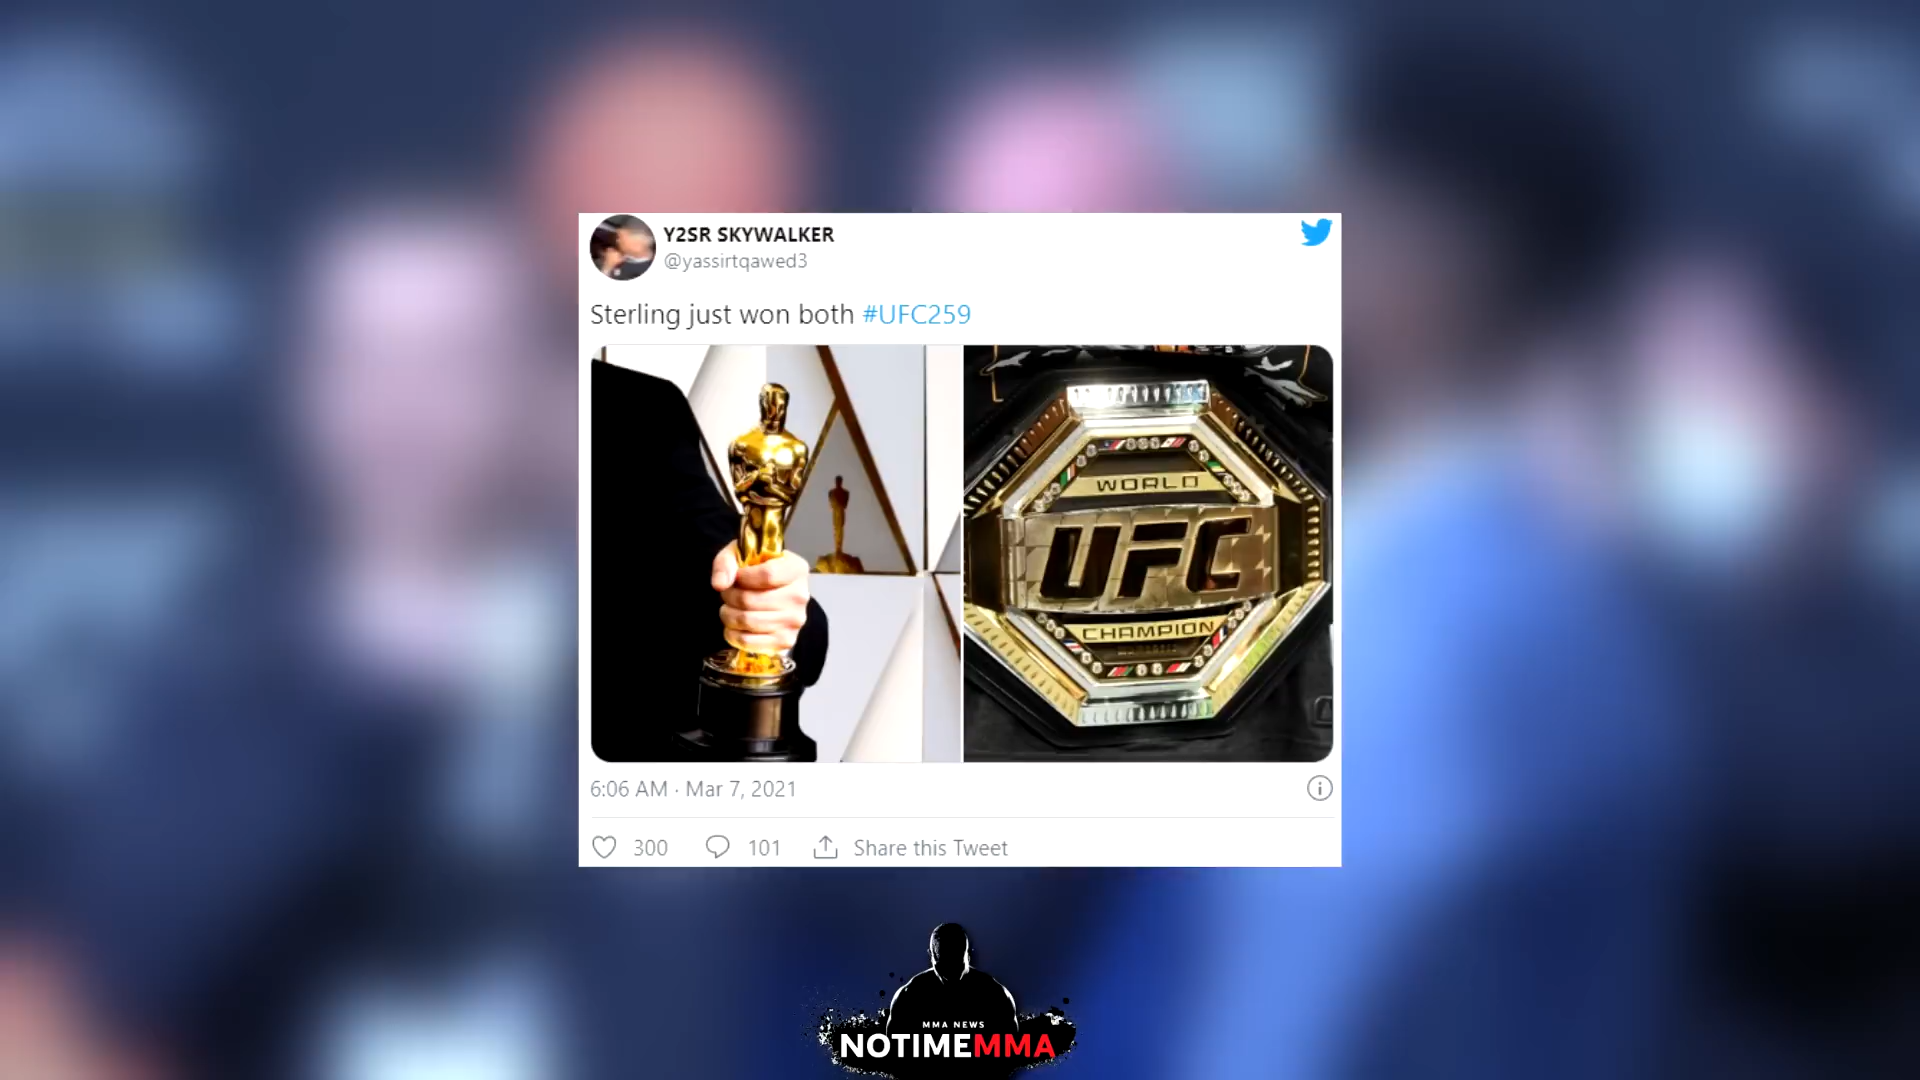 Y2SR SKYWALKER
@yassirtqawed3
Sterling just won both #UFC259
WORLD
UFC
CHAMPION
6:06 AM · Mar 7, 2021
300 101 Share this Tweet
MMA NEWS
NOTIMEMMA